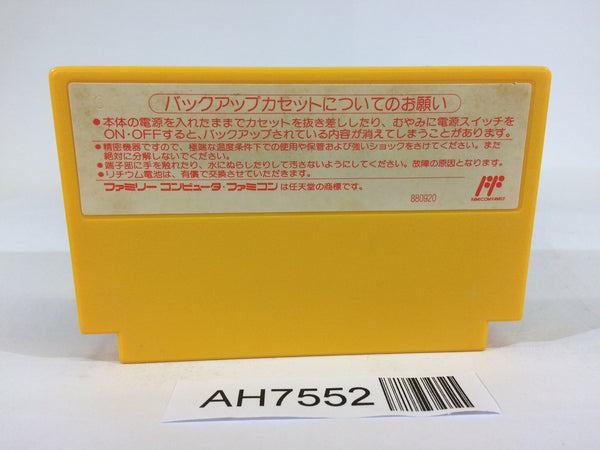 バックアップカセットについてのお願い
●本体の電源を入れたままでカセットを抜き差ししたり、むやみに電源スイッチを
ON・OFFすると、バックアップされている内容が消えてしまうことがあります。
●精密機器ですので、極端な温度条件下での使用や保管および強いショックをさけてください。また
絶対に分解しないでください。
●端子部に手を触れたり、水にぬらしたりして汚さないようにしてください。故障の原因となります。
●リチウム電池は、有償で交換させていただきます。
ファミリー コンピュータ・ファミコンは任天堂の商標です。
880920
FAMICOM FAMILY
AH7552